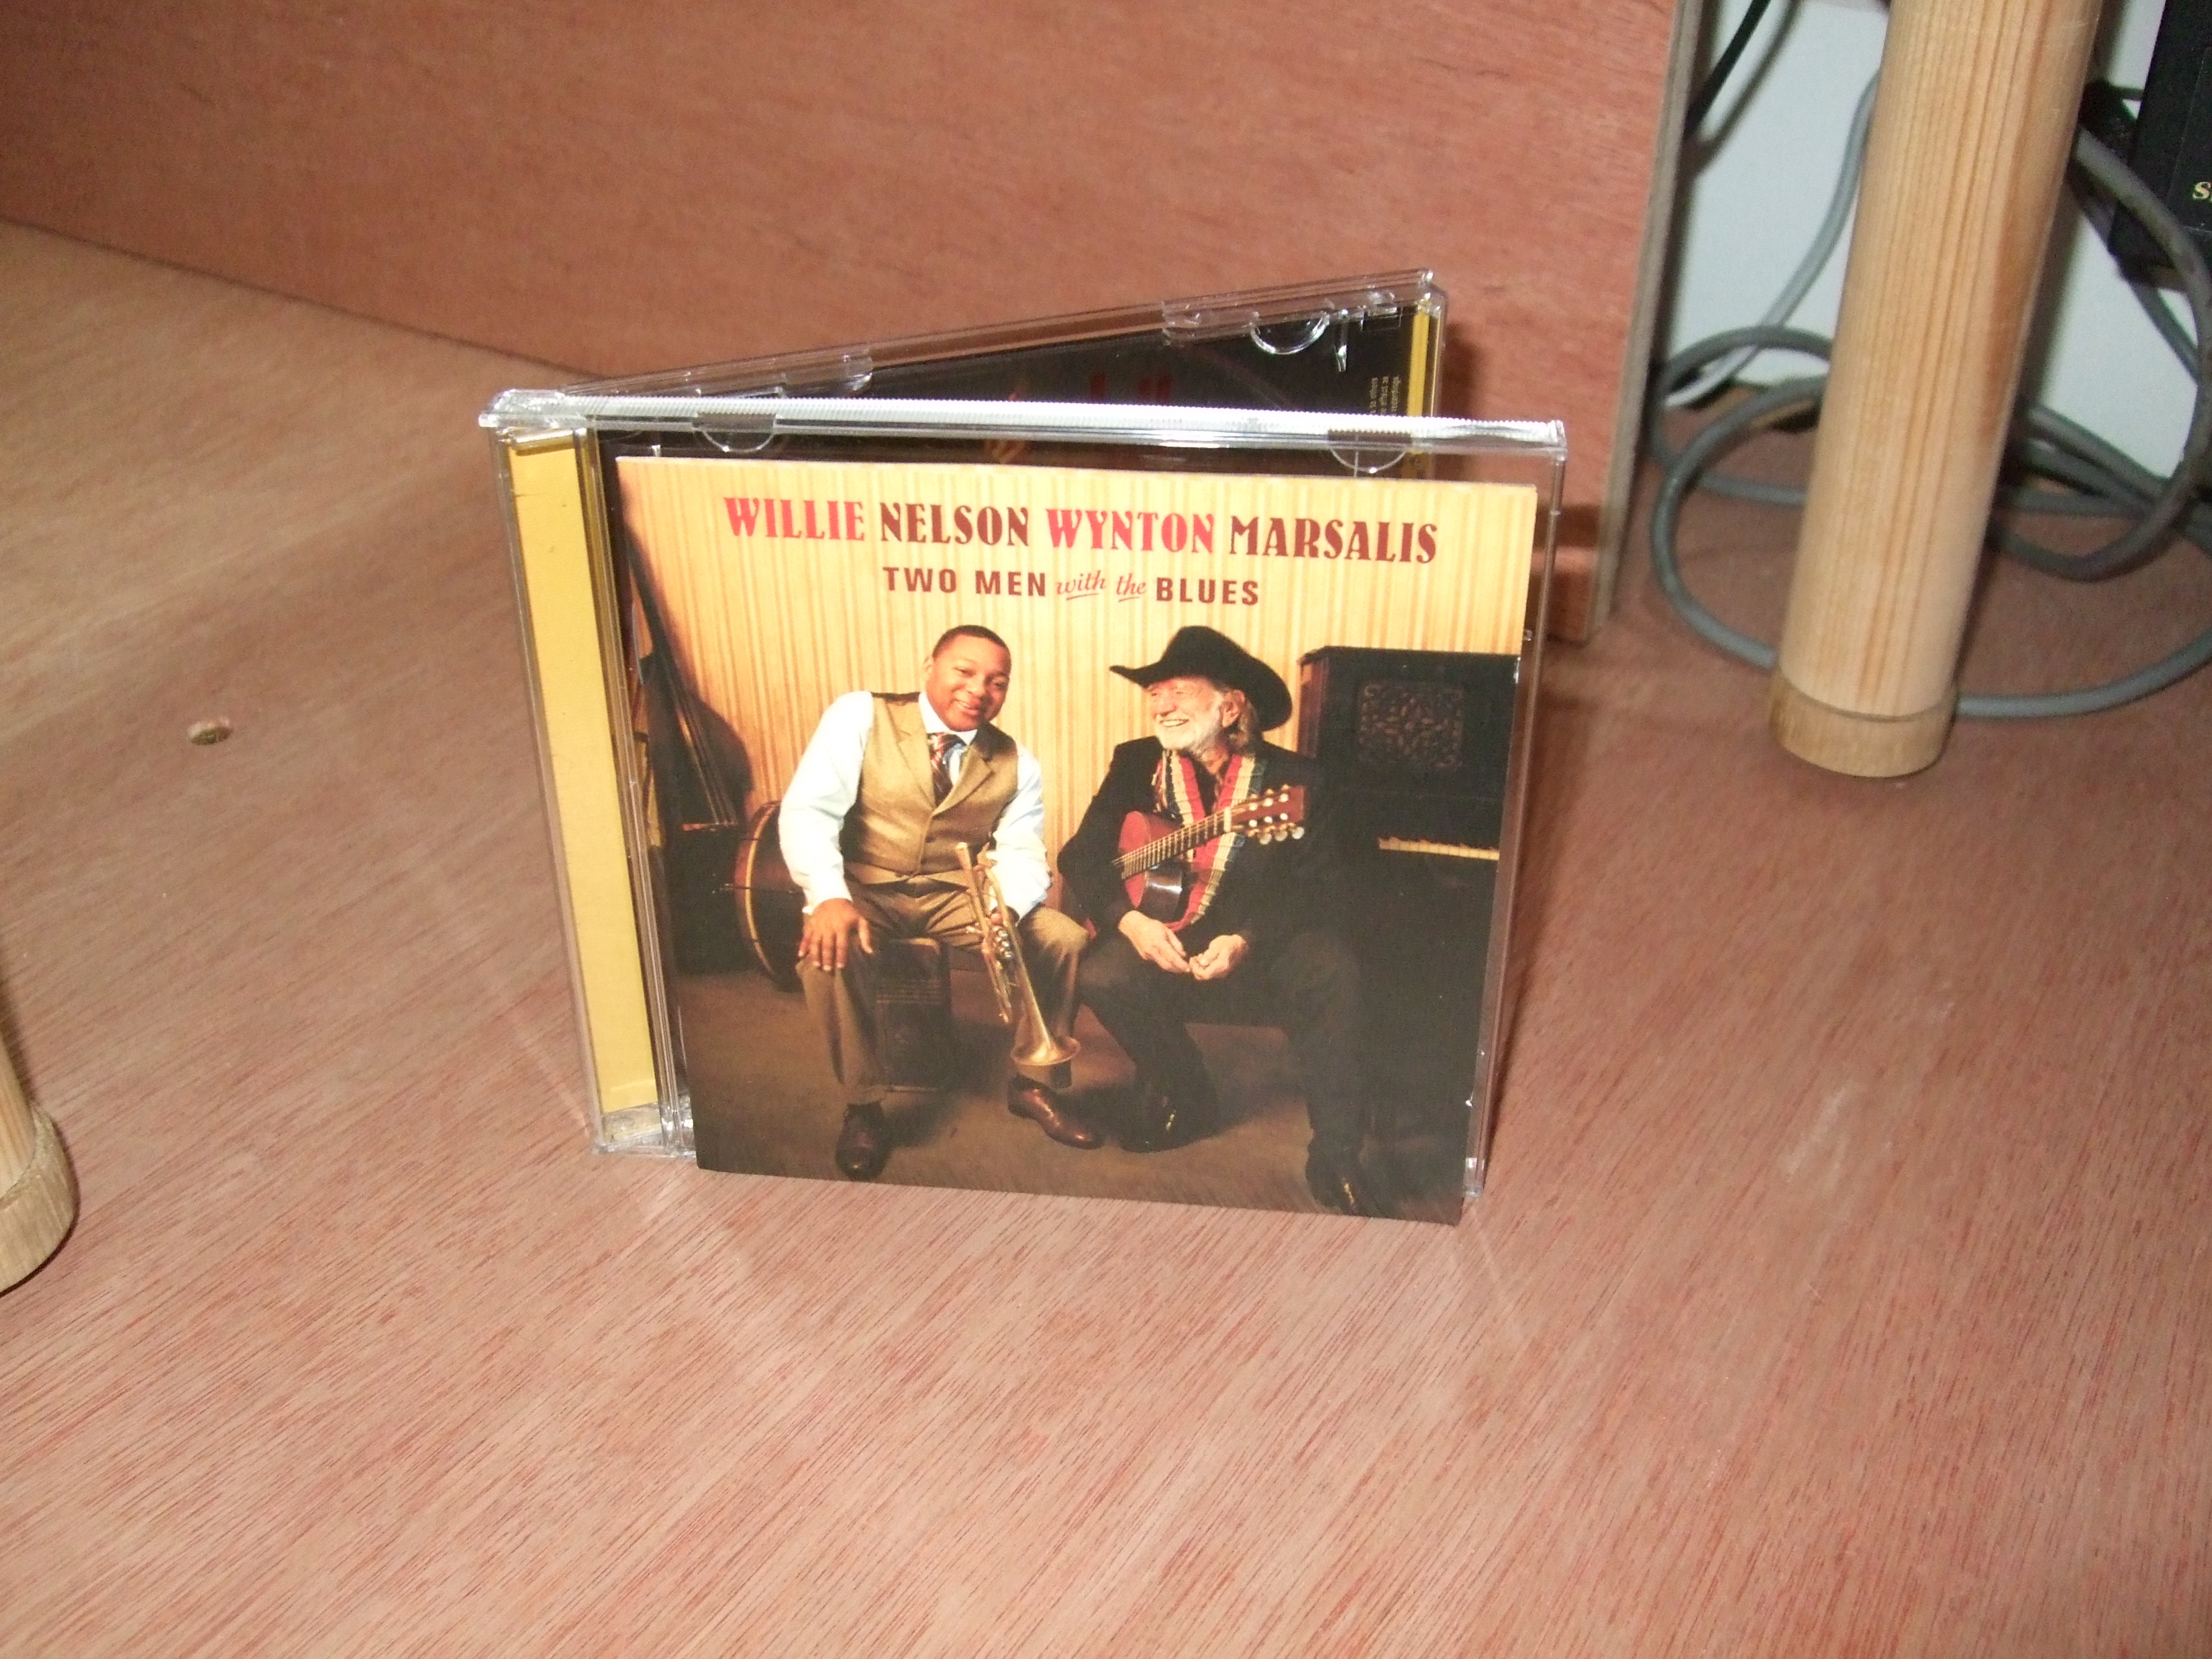 WILLIE NELSON WYNTON MARSALIS
TWO MEN with the BLUES